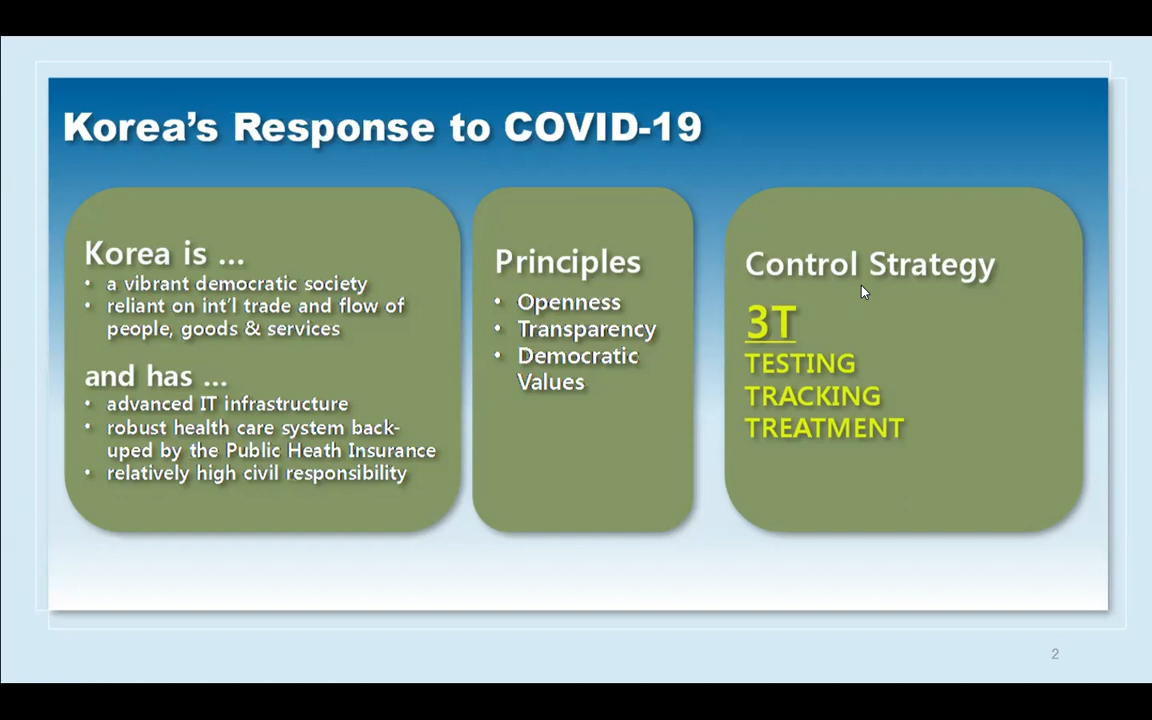 Korea's Response to COVID-19
Korea is ...
• a vibrant democratic society
• reliant on int'l trade and flow of
people, goods & services
and has ...
• advanced IT infrastructure
• robust health care system back-
uped by the Public Heath Insurance
• relatively high civil responsibility
Principles
• Openness
• Transparency
• Democratic
Values
Control Strategy
3T
TESTING
TRACKING
TREATMENT
2